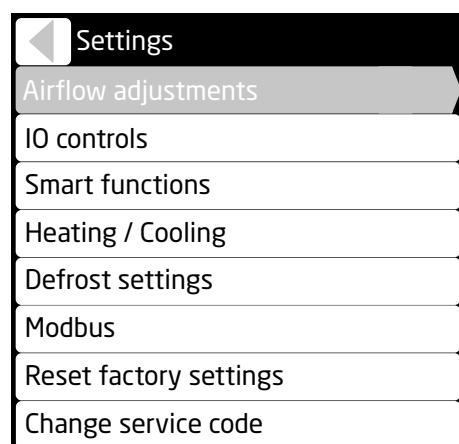 Settings
Airflow adjustments
IO controls
Smart functions
Heating / Cooling
Defrost settings
Modbus
Reset factory settings
Change service code